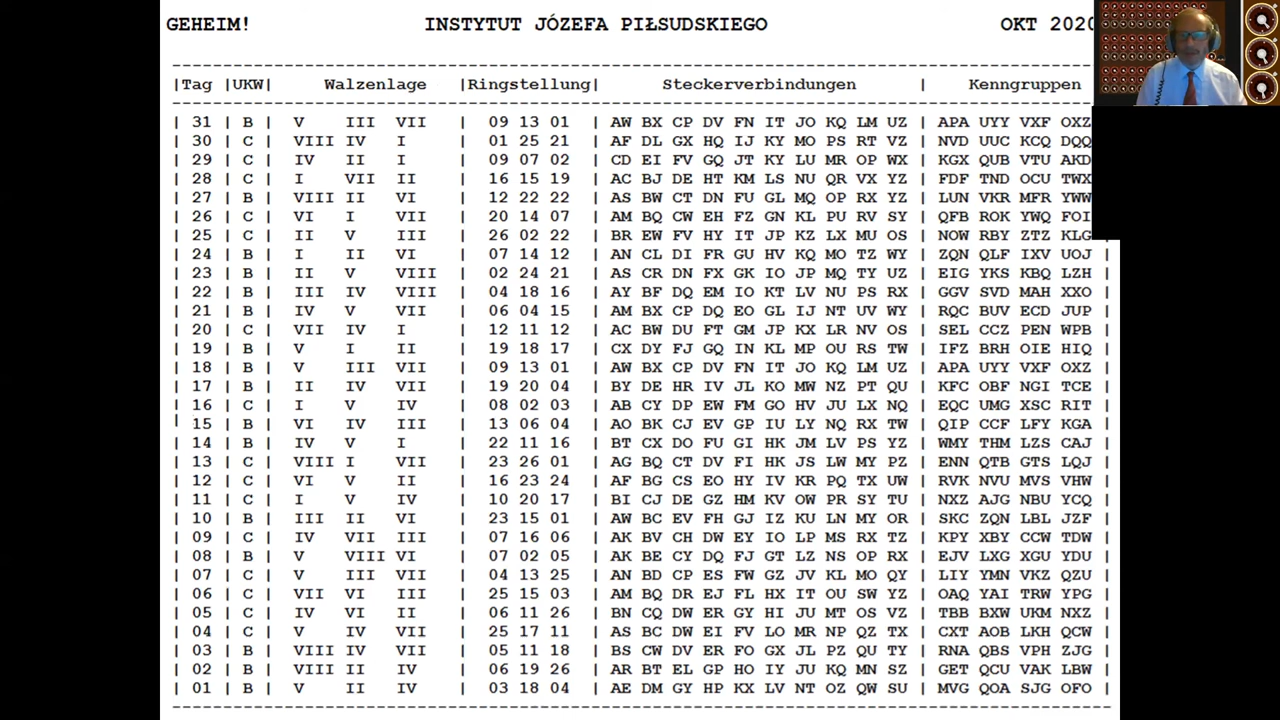 GEHEIM! INSTYTUT JÓZEFA PIŁSUDSKIEGO OKT 2020
|Tag |UKW| Walzenlage |Ringstellung| Steckerverbindungen | Kenngruppen
| 31 | B | V III VII | 09 13 01 | AW BX CP DV FN IT JO KQ LM UZ | APA UYY VXF OXZ
| 30 | C | VIII IV I | 01 25 21 | AF DL GX HQ IJ KY MO PS RT VZ | NVD UUC KCQ DQQ
| 29 | C | IV II I | 09 07 02 | CD EI FV GQ JT KY LU MR OP WX | KGX QUB VTU AKD
| 28 | C | I VII II | 16 15 19 | AC BJ DE HT KM LS NU QR VX YZ | FDF TND OCU TWX
| 27 | B | VIII II VI | 12 22 22 | AS BW CT DN FU GL MQ OP RX YZ | LUN VKR MFR YWW
| 26 | C | VI I VII | 20 14 07 | AM BQ CW EH FZ GN KL PU RV SY | QFB ROK YWQ FOI
| 25 | C | II V III | 26 02 22 | BR EW FV HY IT JP KZ LX MU OS | NOW RBY ZTZ KLG
| 24 | B | I II VI | 07 14 12 | AN CL DI FR GU HV KQ MO TZ WY | ZQN QLF IXV UOJ |
| 23 | B | II V VIII | 02 24 21 | AS CR DN FX GK IO JP MQ TY UZ | EIG YKS KBQ LZH |
| 22 | B | III IV VIII | 04 18 16 | AY BF DQ EM IO KT LV NU PS RX | GGV SVD MAH XXO |
| 21 | B | IV V VII | 06 04 15 | AM BX CP DQ EO GL IJ NT UV WY | RQC BUV ECD JUP |
| 20 | C | VII IV I | 12 11 12 | AC BW DU FT GM JP KX LR NV OS | SEL CCZ PEN WPB |
| 19 | B | V I II | 19 18 17 | CX DY FJ GQ IN KL MP OU RS TW | IFZ BRH OIE HIQ |
| 18 | B | V III VII | 09 13 01 | AW BX CP DV FN IT JO KQ LM UZ | APA UYY VXF OXZ |
| 17 | B | II IV VII | 19 20 04 | BY DE HR IV JL KO MW NZ PT QU | KFC OBF NGI TCE |
| 16 | C | I V IV | 08 02 03 | AB CY DP EW FM GO HV JU LX NQ | EQC UMG XSC RIT |
| 15 | B | VI IV III | 13 06 04 | AO BK CJ EV GP IU LY NQ RX TW | QIP CCF LFY KGA |
| 14 | B | IV V I | 22 11 16 | BT CX DO FU GI HK JM LV PS YZ | WMY THM LZS CAJ |
| 13 | C | VIII I VII | 23 26 01 | AG BQ CT DV FI HK JS LW MY PZ | ENN QTB GTS LQJ |
| 12 | C | VI V II | 16 23 24 | AF BG CS EO HY IV KR PQ TX UW | RVK NVU MVS VHW |
| 11 | C | I V IV | 10 20 17 | BI CJ DE GZ HM KV OW PR SY TU | NXZ AJG NBU YCQ |
| 10 | B | III II VI | 23 15 01 | AW BC EV FH GJ IZ KU LN MY OR | SKC ZQN LBL JZF |
| 09 | C | IV VII III | 07 16 06 | AK BV CH DW EY IO LP MS RX TZ | KPY XBY CCW TDW |
| 08 | B | V VIII VI | 07 02 05 | AK BE CY DQ FJ GT LZ NS OP RX | EJV LXG XGU YDU |
| 07 | C | V III VII | 04 13 25 | AN BD CP ES FW GZ JV KL MO QY | LIY YMN VKZ QZU |
| 06 | C | VII VI III | 25 15 03 | AM BQ DR EJ FL HX IT OU SW YZ | OAQ YAI TRW YPG |
| 05 | C | IV VI II | 06 11 26 | BN CQ DW ER GY HI JU MT OS VZ | TBB BXW UKM NXZ |
| 04 | C | V IV VII | 25 17 11 | AS BC DW EI FV LO MR NP QZ TX | CXT AOB LKH QCW |
| 03 | B | VIII IV VII | 05 11 18 | BS CW DV ER FO GX JL PZ QU TY | RNA QBS VPH ZJG |
| 02 | B | VIII II IV | 06 19 26 | AR BT EL GP HO IY JU KQ MN SZ | GET QCU VAK LBW |
| 01 | B | V II IV | 03 18 04 | AE DM GY HP KX LV NT OZ QW SU | MVG QOA SJG OFO |